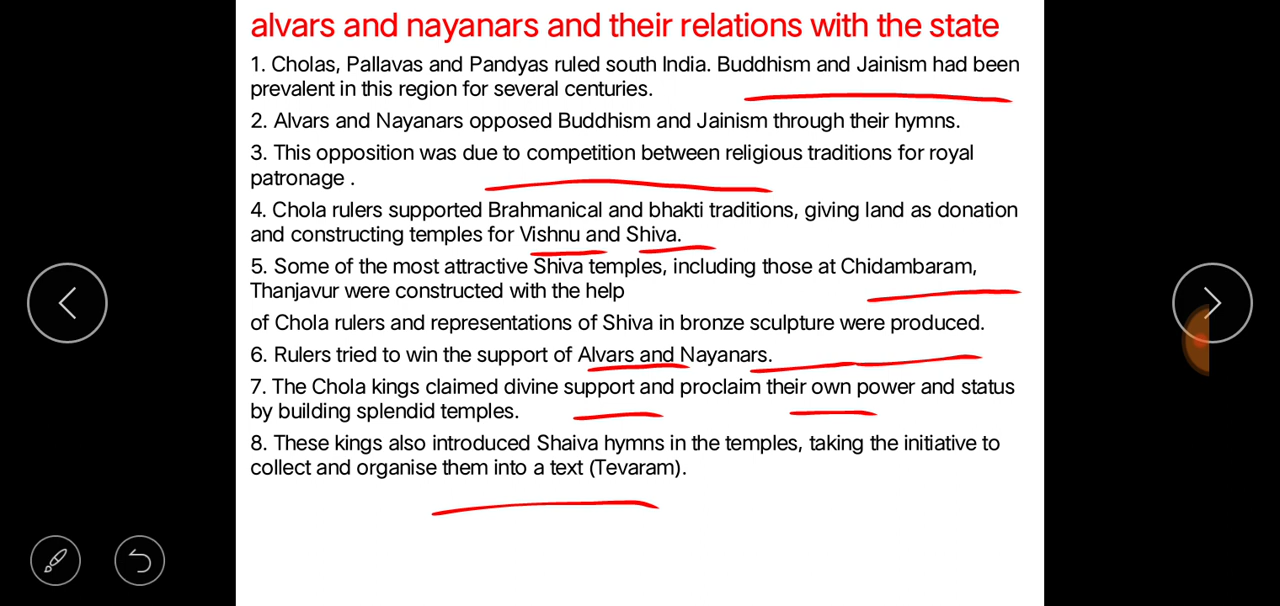 alvars and nayanars and their relations with the state
1. Cholas, Pallavas and Pandyas ruled south India. Buddhism and Jainism had been
prevalent in this region for several centuries.
2. Alvars and Nayanars opposed Buddhism and Jainism through their hymns.
3. This opposition was due to competition between religious traditions for royal
patronage .
4. Chola rulers supported Brahmanical and bhakti traditions, giving land as donation
and constructing temples for Vishnu and Shiva.
5. Some of the most attractive Shiva temples, including those at Chidambaram,
Thanjavur were constructed with the help
of Chola rulers and representations of Shiva in bronze sculpture were produced.
6. Rulers tried to win the support of Alvars and Nayanars.
7. The Chola kings claimed divine support and proclaim their own power and status
by building splendid temples.
8. These kings also introduced Shaiva hymns in the temples, taking the initiative to
collect and organise them into a text (Tevaram).